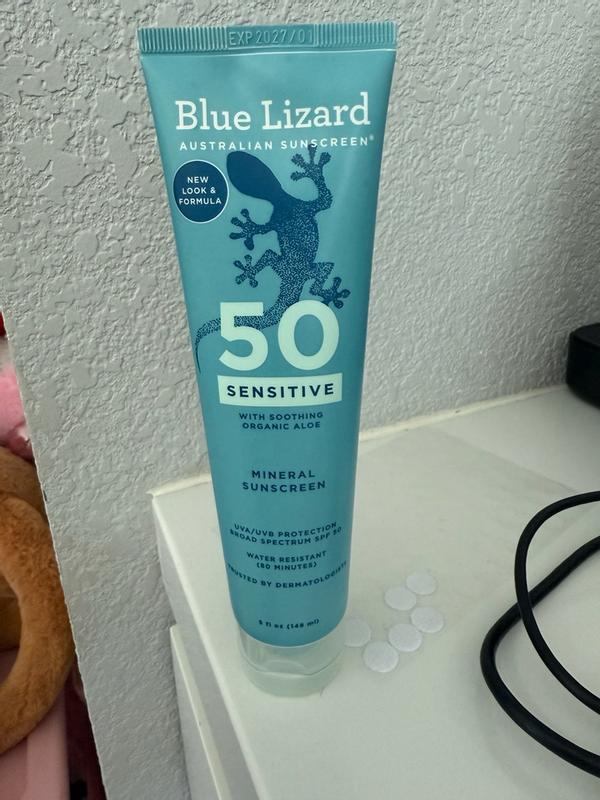 EXP 2027/01
Blue Lizard
AUSTRALIAN SUNSCREEN®
NEW
LOOK &
FORMULA
50
SENSITIVE
WITH SOOTHING
ORGANIC ALOE
MINERAL
SUNSCREEN
UVA/UVB PROTECTION
BROAD SPECTRUM SPF 50
WATER RESISTANT
(80 MINUTES)
TRUSTED BY DERMATOLOGISTS
5 fl oz (148 ml)